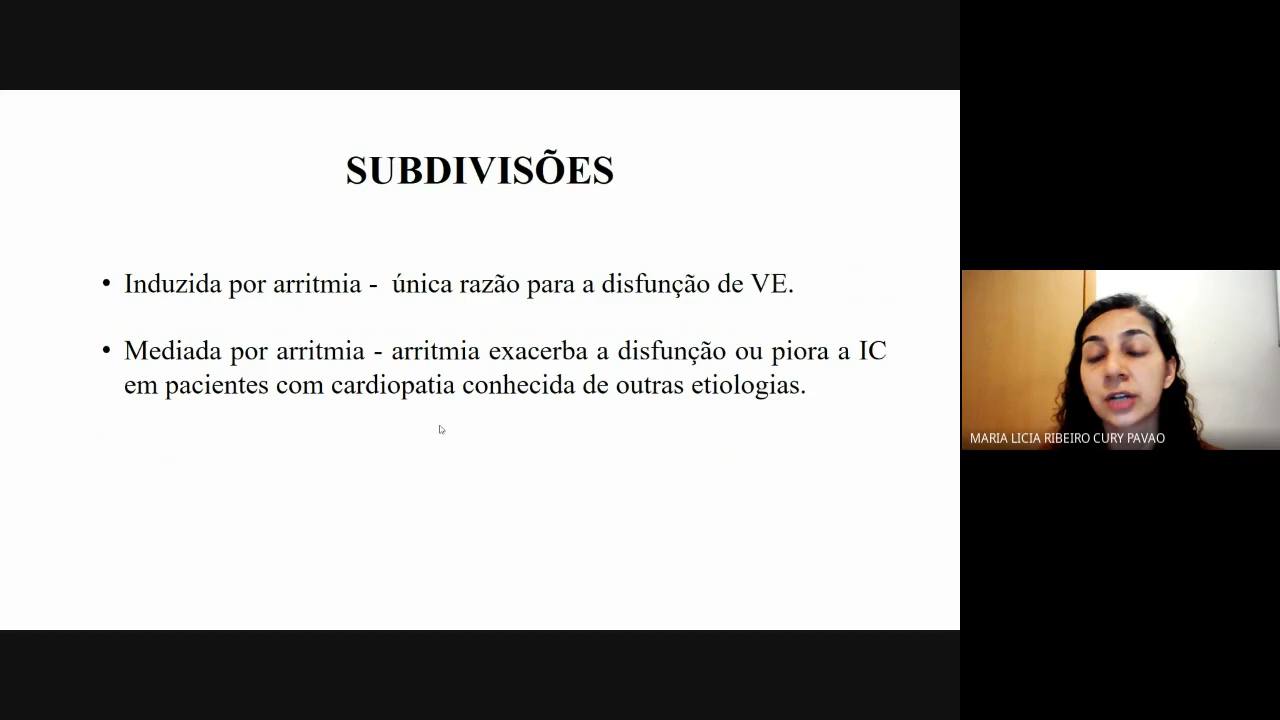 SUBDIVISÕES
• Induzida por arritmia - única razão para a disfunção de VE.
• Mediada por arritmia - arritmia exacerba a disfunção ou piora a IC
em pacientes com cardiopatia conhecida de outras etiologias.
MARIA LICIA RIBEIRO CURY PAVAO